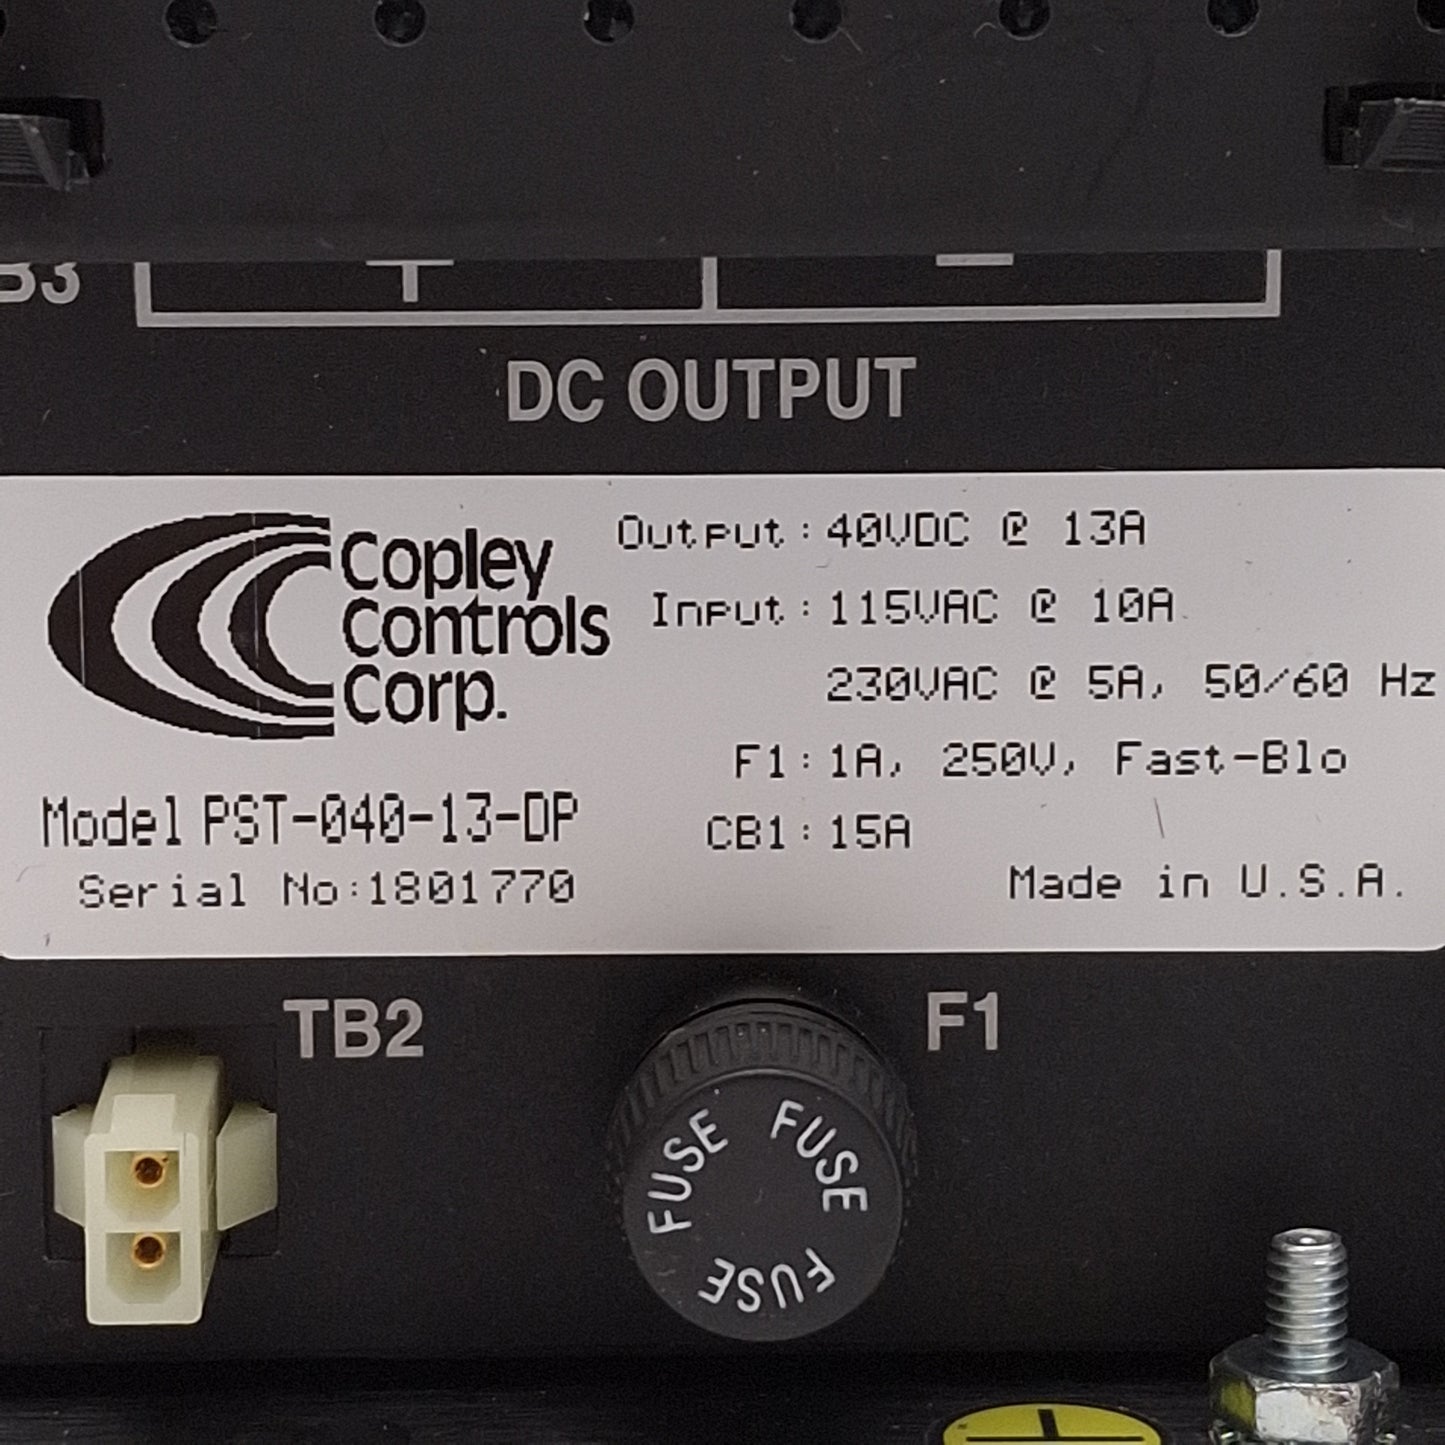 B3
+ −
DC OUTPUT
Copley
Controls
Corp.
Model PST-040-13-DP
Serial No:1801770
Output: 40VDC @ 13A
Input: 115VAC @ 10A
230VAC @ 5A, 50/60 Hz
F1: 1A, 250V, Fast-Blo
CB1: 15A
Made in U.S.A.
TB2
F1
FUSE FUSE FUSE